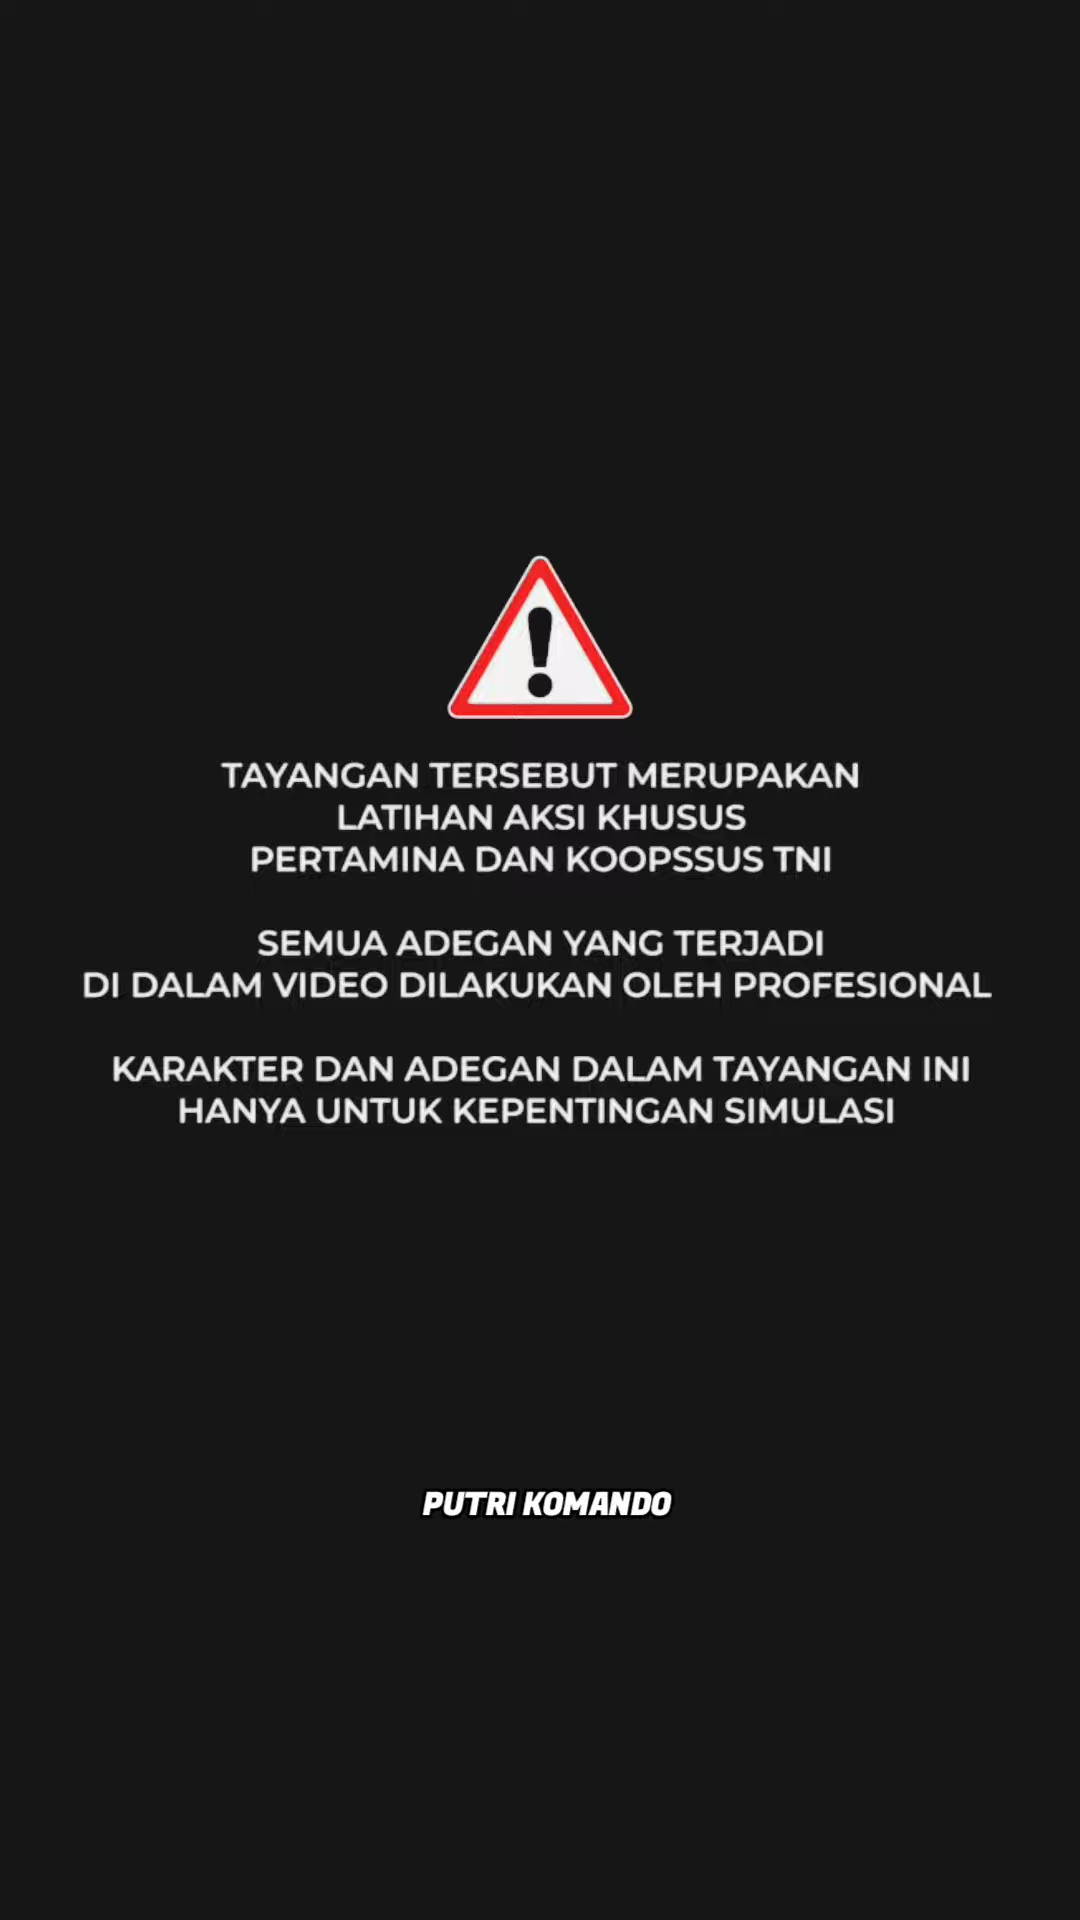 TAYANGAN TERSEBUT MERUPAKAN
LATIHAN AKSI KHUSUS
PERTAMINA DAN KOOPSSUS TNI
SEMUA ADEGAN YANG TERJADI
DI DALAM VIDEO DILAKUKAN OLEH PROFESIONAL
KARAKTER DAN ADEGAN DALAM TAYANGAN INI
HANYA UNTUK KEPENTINGAN SIMULASI
PUTRI KOMANDO